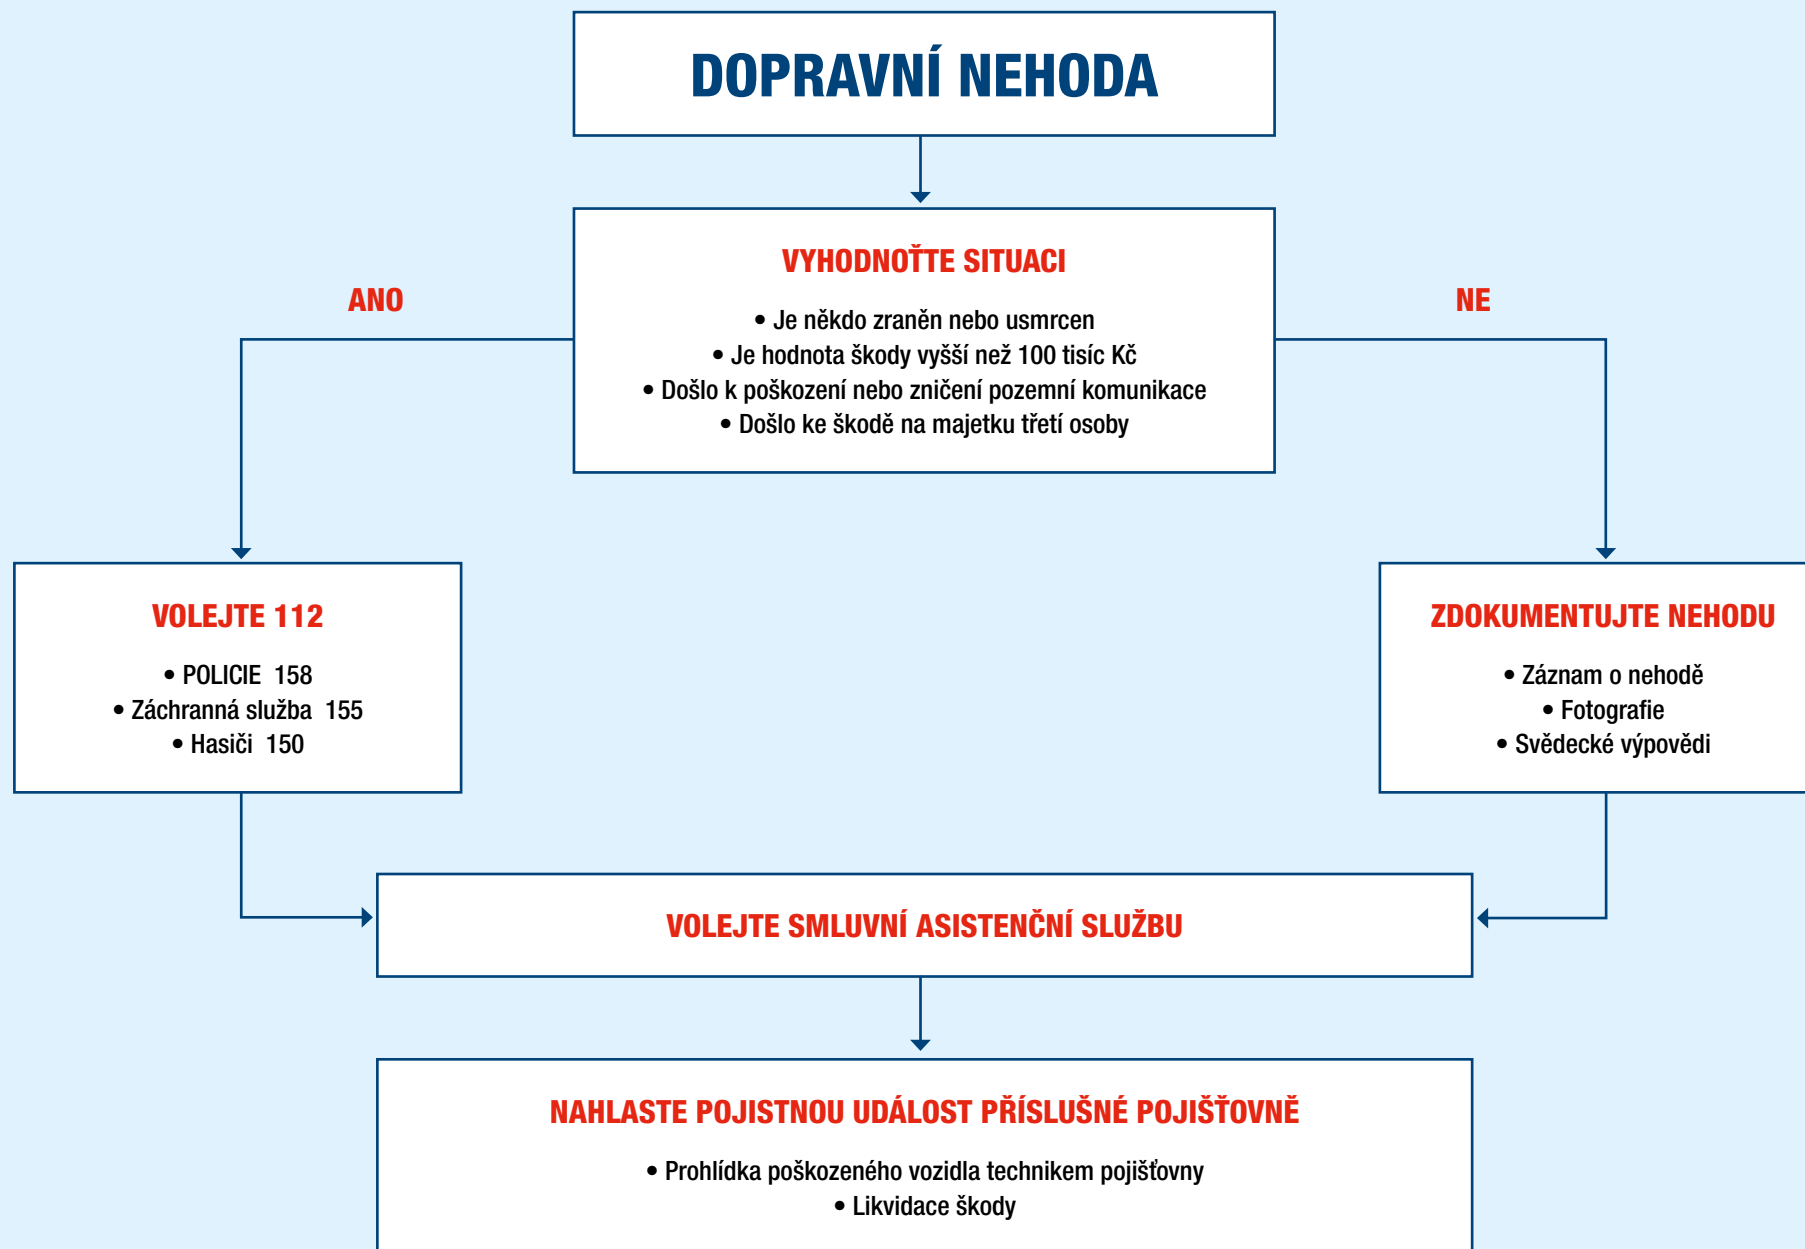 DOPRAVNÍ NEHODA
VYHODNOŤTE SITUACI
• Je někdo zraněn nebo usmrcen
• Je hodnota škody vyšší než 100 tisíc Kč
• Došlo k poškození nebo zničení pozemní komunikace
• Došlo ke škodě na majetku třetí osoby
ANO
NE
VOLEJTE 112
• POLICIE 158
• Záchranná služba 155
• Hasiči 150
ZDOKUMENTUJTE NEHODU
• Záznam o nehodě
• Fotografie
• Svědecké výpovědi
VOLEJTE SMLUVNÍ ASISTENČNÍ SLUŽBU
NAHLASTE POJISTNOU UDÁLOST PŘÍSLUŠNÉ POJIŠŤOVNĚ
• Prohlídka poškozeného vozidla technikem pojišťovny
• Likvidace škody